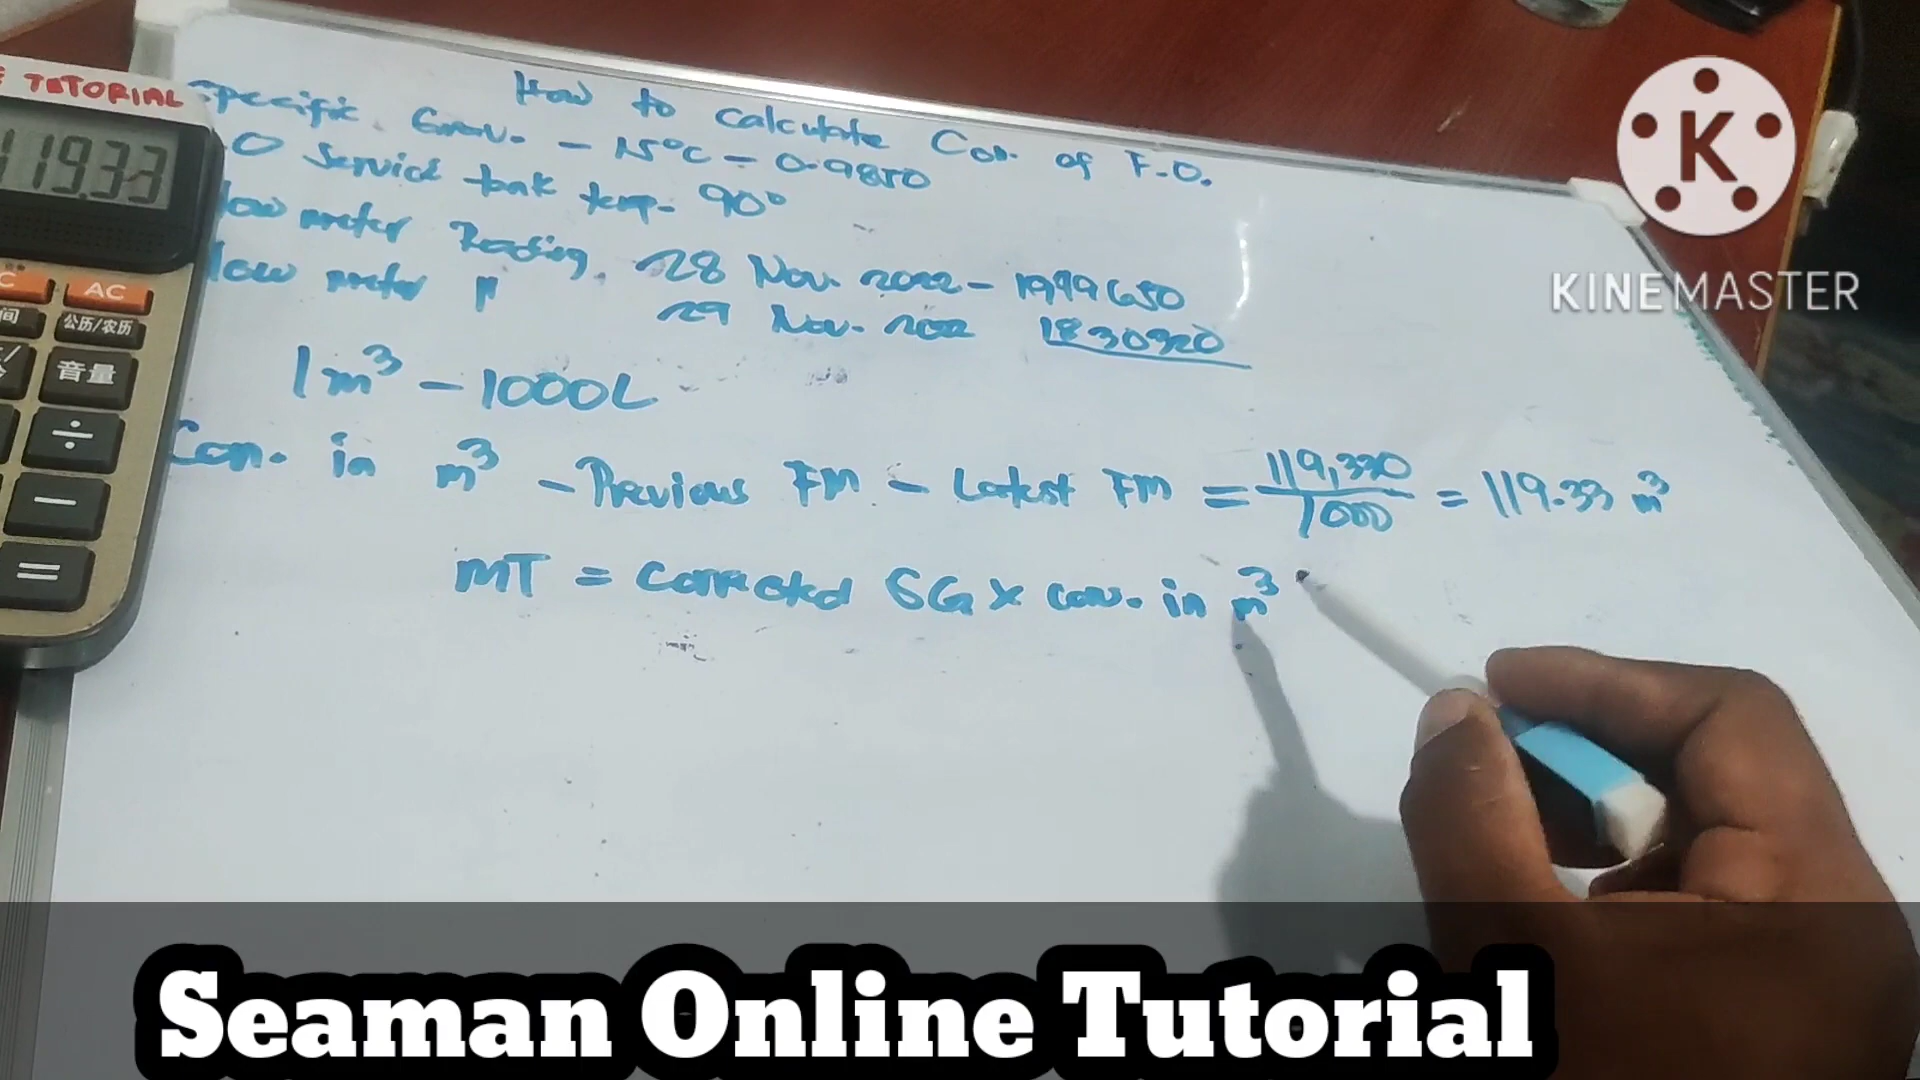 E TUTORIAL
119.33
How to calculate Con. of F.O.
Specific Grav. - 15°C - 0.9850
.O Service tank temp. 90°
low meter Reading. 28 Nov. 2022 - 1949650
low meter 29 Nov. 2022 1830320
1m³ - 1000L
Con. in m³ - Previous FM - Latest FM = 119,330 / 1000 = 119.33 m³
MT = corrected SG x con. in m³
C AC
间 公历/农历
音量
÷
−
=
K
KINEMASTER
Seaman Online Tutorial